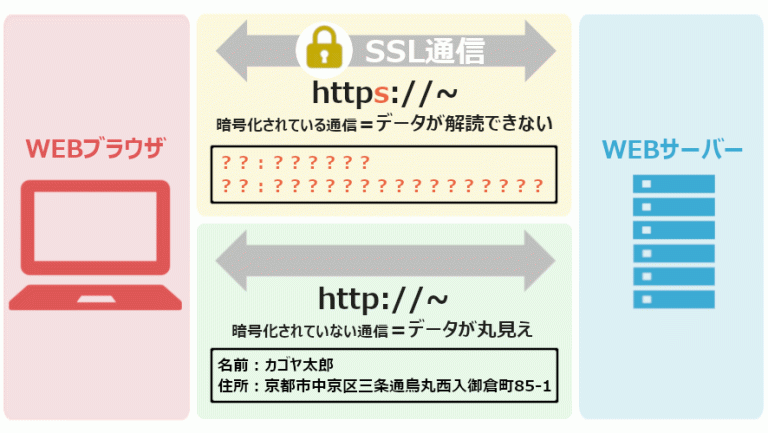 SSL通信
https://~
暗号化されている通信＝データが解読できない
？？：？？？？？？
？？：？？？？？？？？？？？？？？？？
WEBブラウザ
WEBサーバー
http://~
暗号化されていない通信＝データが丸見え
名前：カゴヤ太郎
住所：京都市中京区三条通烏丸西入御倉町85-1